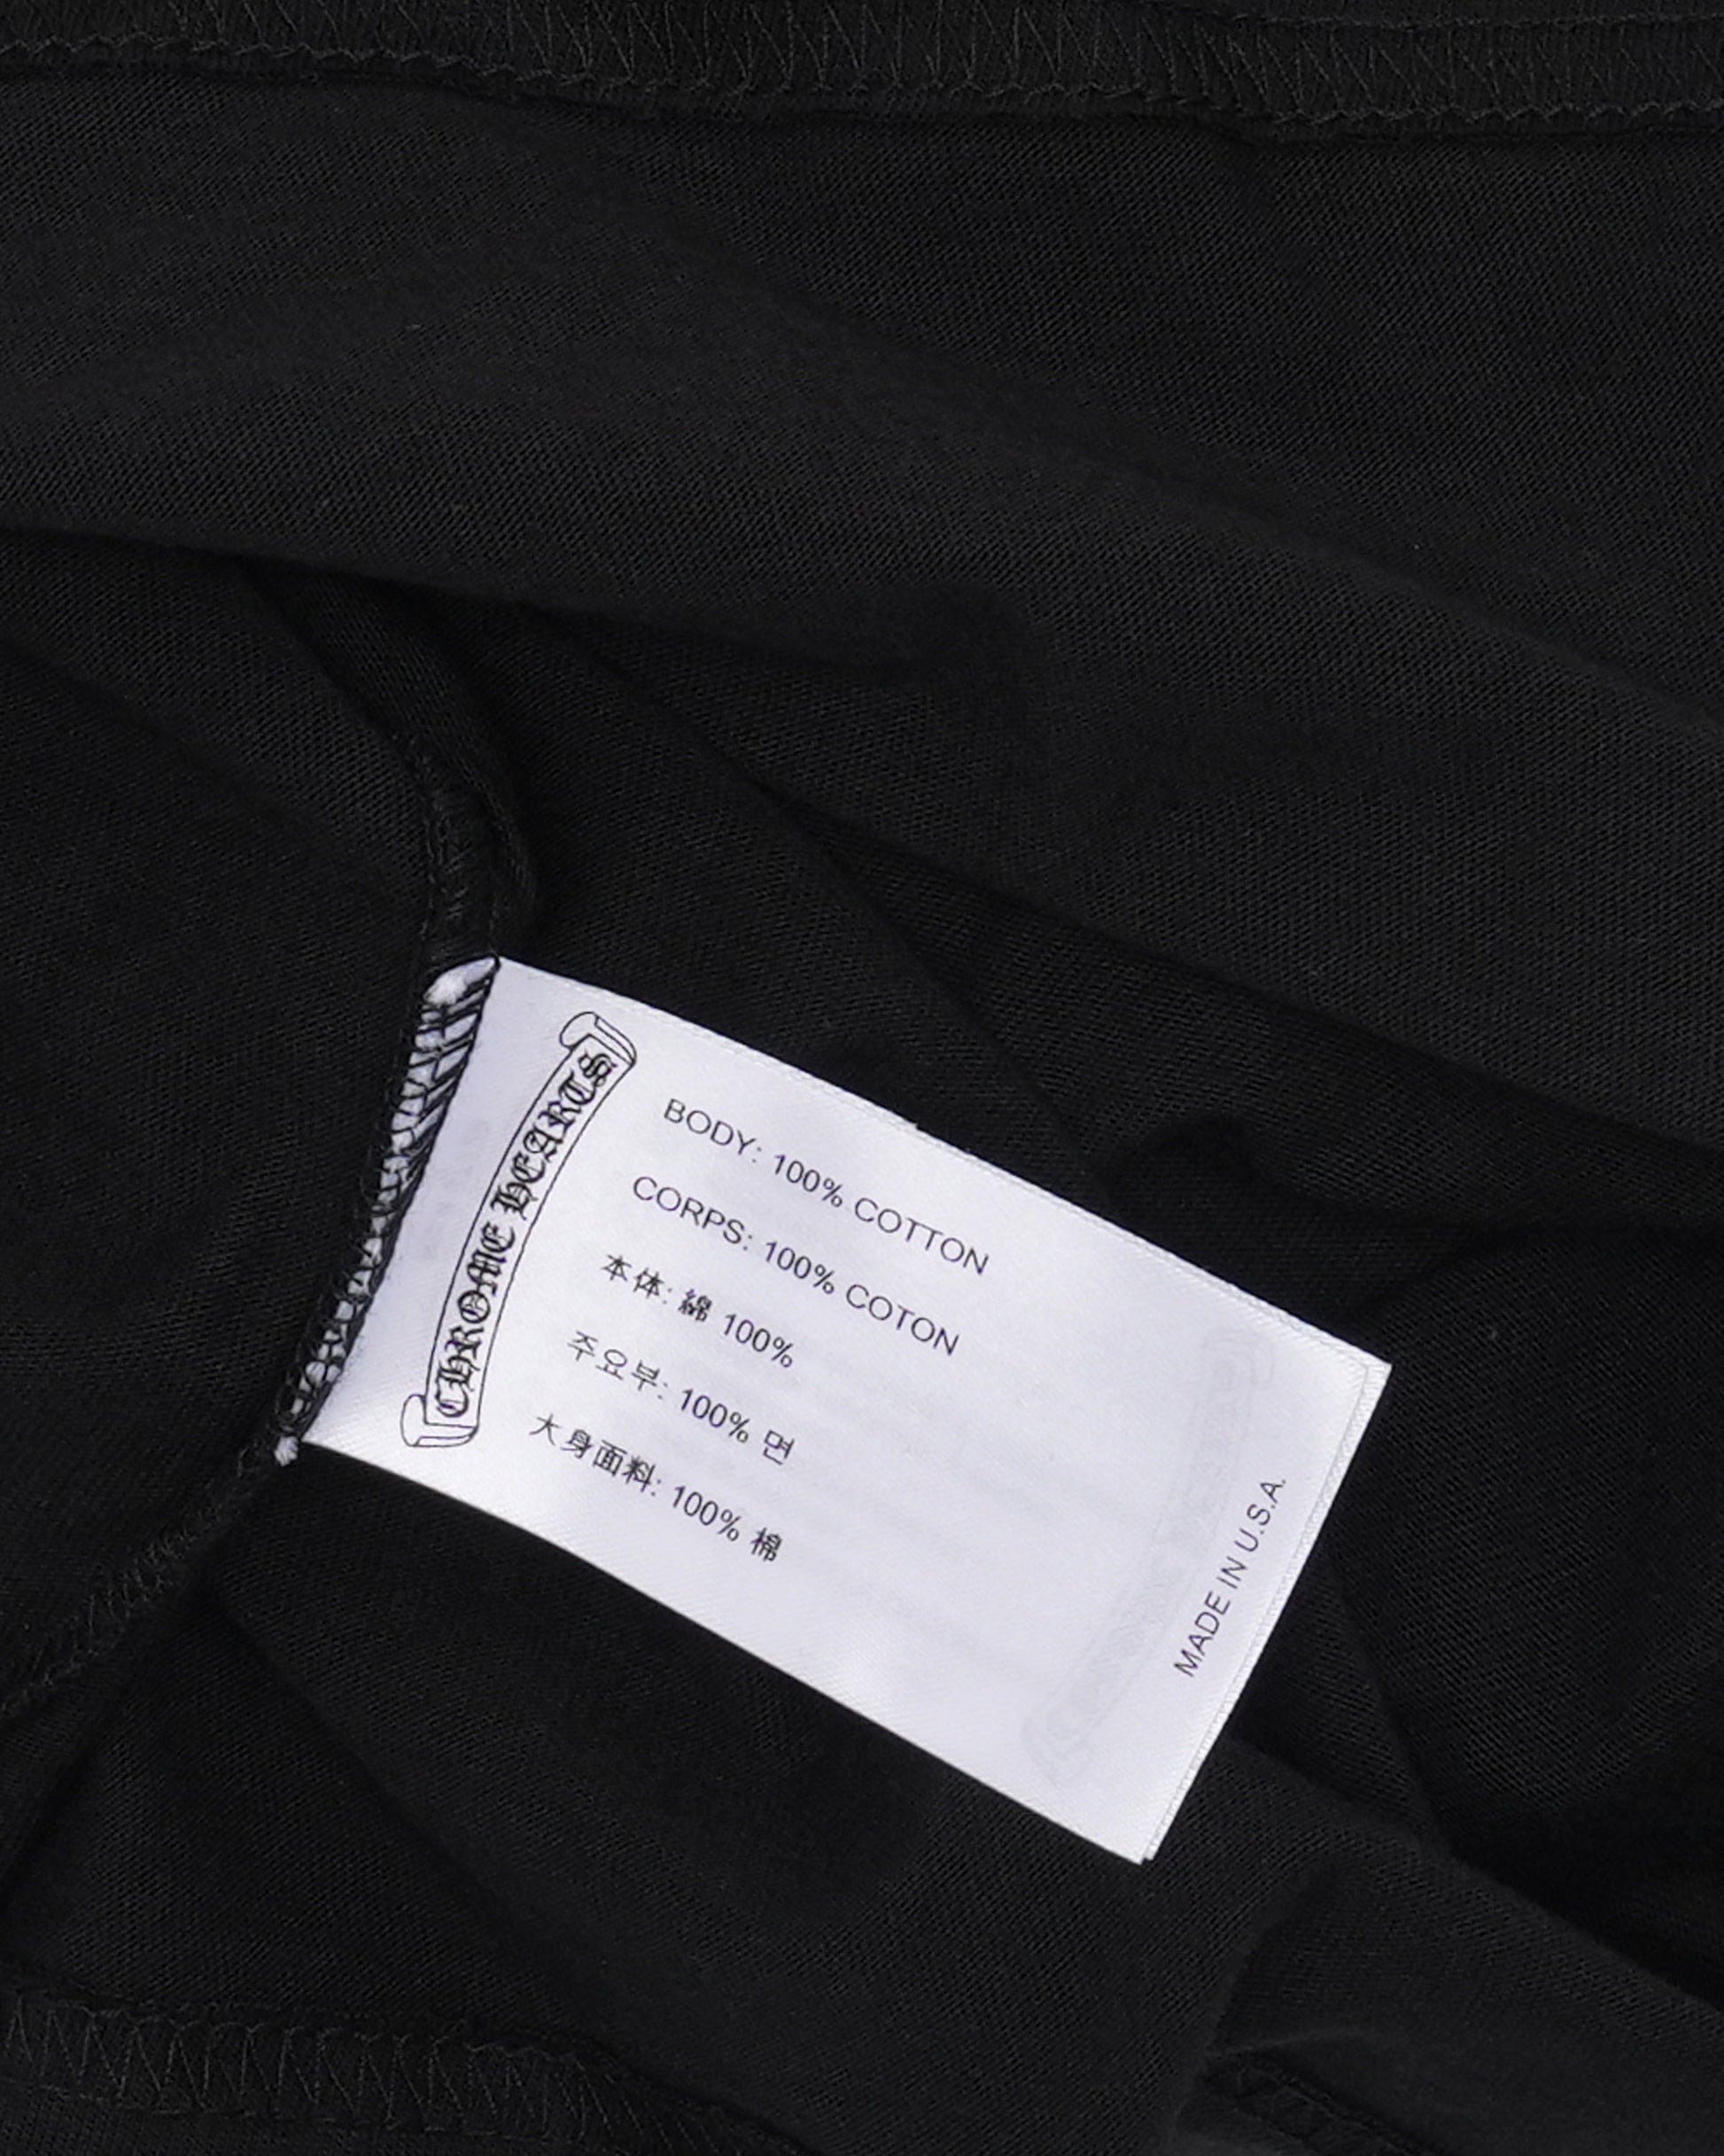 CHROME HEARTS
BODY: 100% COTTON
CORPS: 100% COTON
本体: 綿 100%
주요부: 100% 면
大身面料: 100% 棉
MADE IN U.S.A.